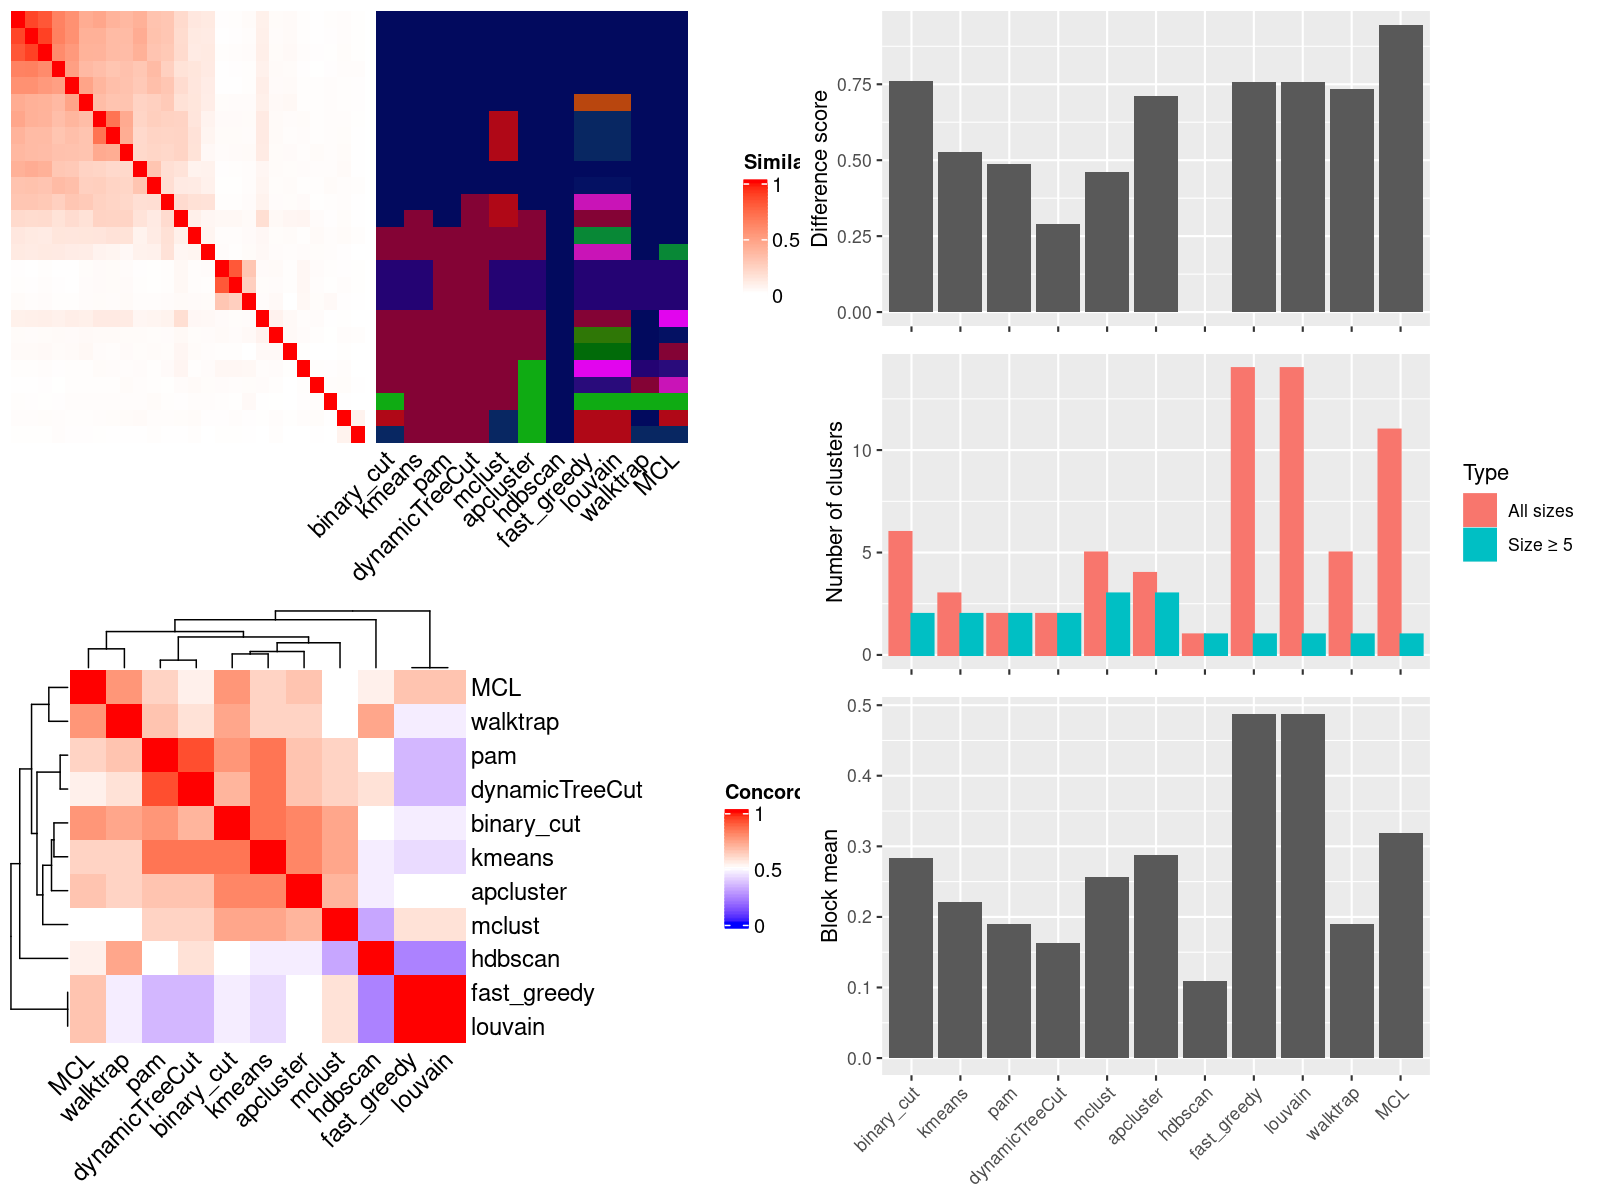 Simila
1
0.5
0
binary_cut
kmeans
pam
dynamicTreeCut
mclust
apcluster
hdbscan
fast_greedy
louvain
walktrap
MCL
MCL
walktrap
pam
dynamicTreeCut
binary_cut
kmeans
apcluster
mclust
hdbscan
fast_greedy
louvain
Concord
1
0.5
0
MCL
walktrap
pam
dynamicTreeCut
binary_cut
kmeans
apcluster
mclust
hdbscan
fast_greedy
louvain
Difference score
0.75
0.50
0.25
0.00
Number of clusters
10
5
0
Type
All sizes
Size ≥ 5
Block mean
0.5
0.4
0.3
0.2
0.1
0.0
binary_cut
kmeans
pam
dynamicTreeCut
mclust
apcluster
hdbscan
fast_greedy
louvain
walktrap
MCL